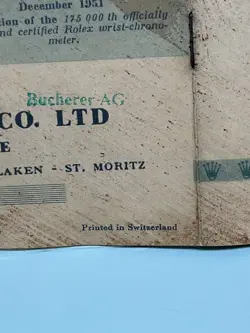 December 1951
tion of the 175 000 th officially
and certified Rolex wrist-chrono-
meter.
Bucherer AG
CO. LTD
E
LAKEN - ST. MORITZ
Printed in Switzerland